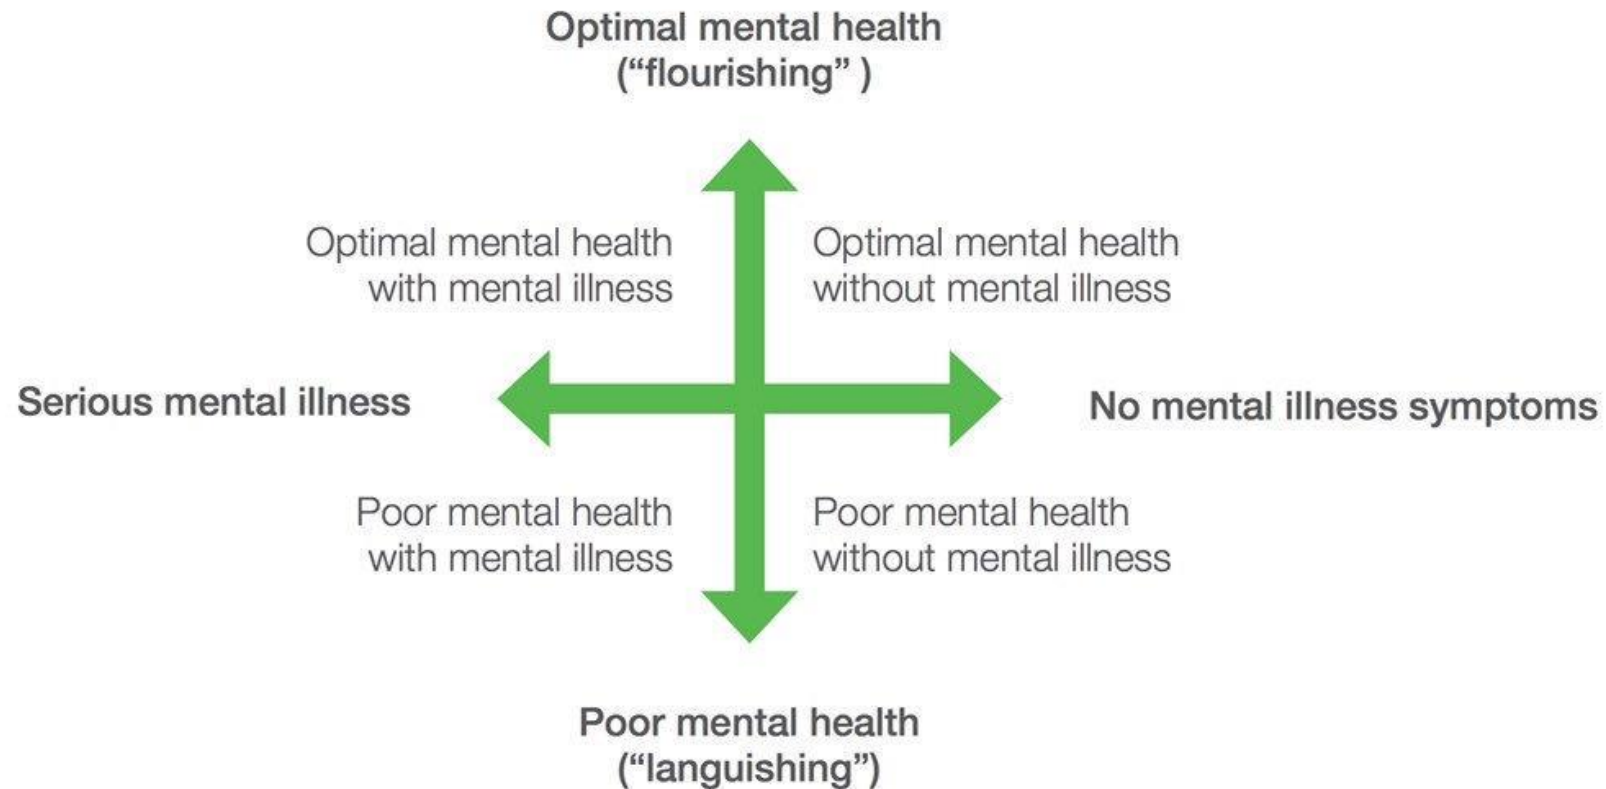 Optimal mental health
(“flourishing” )
Optimal mental health
with mental illness
Optimal mental health
without mental illness
Serious mental illness
No mental illness symptoms
Poor mental health
with mental illness
Poor mental health
without mental illness
Poor mental health
(“languishing”)